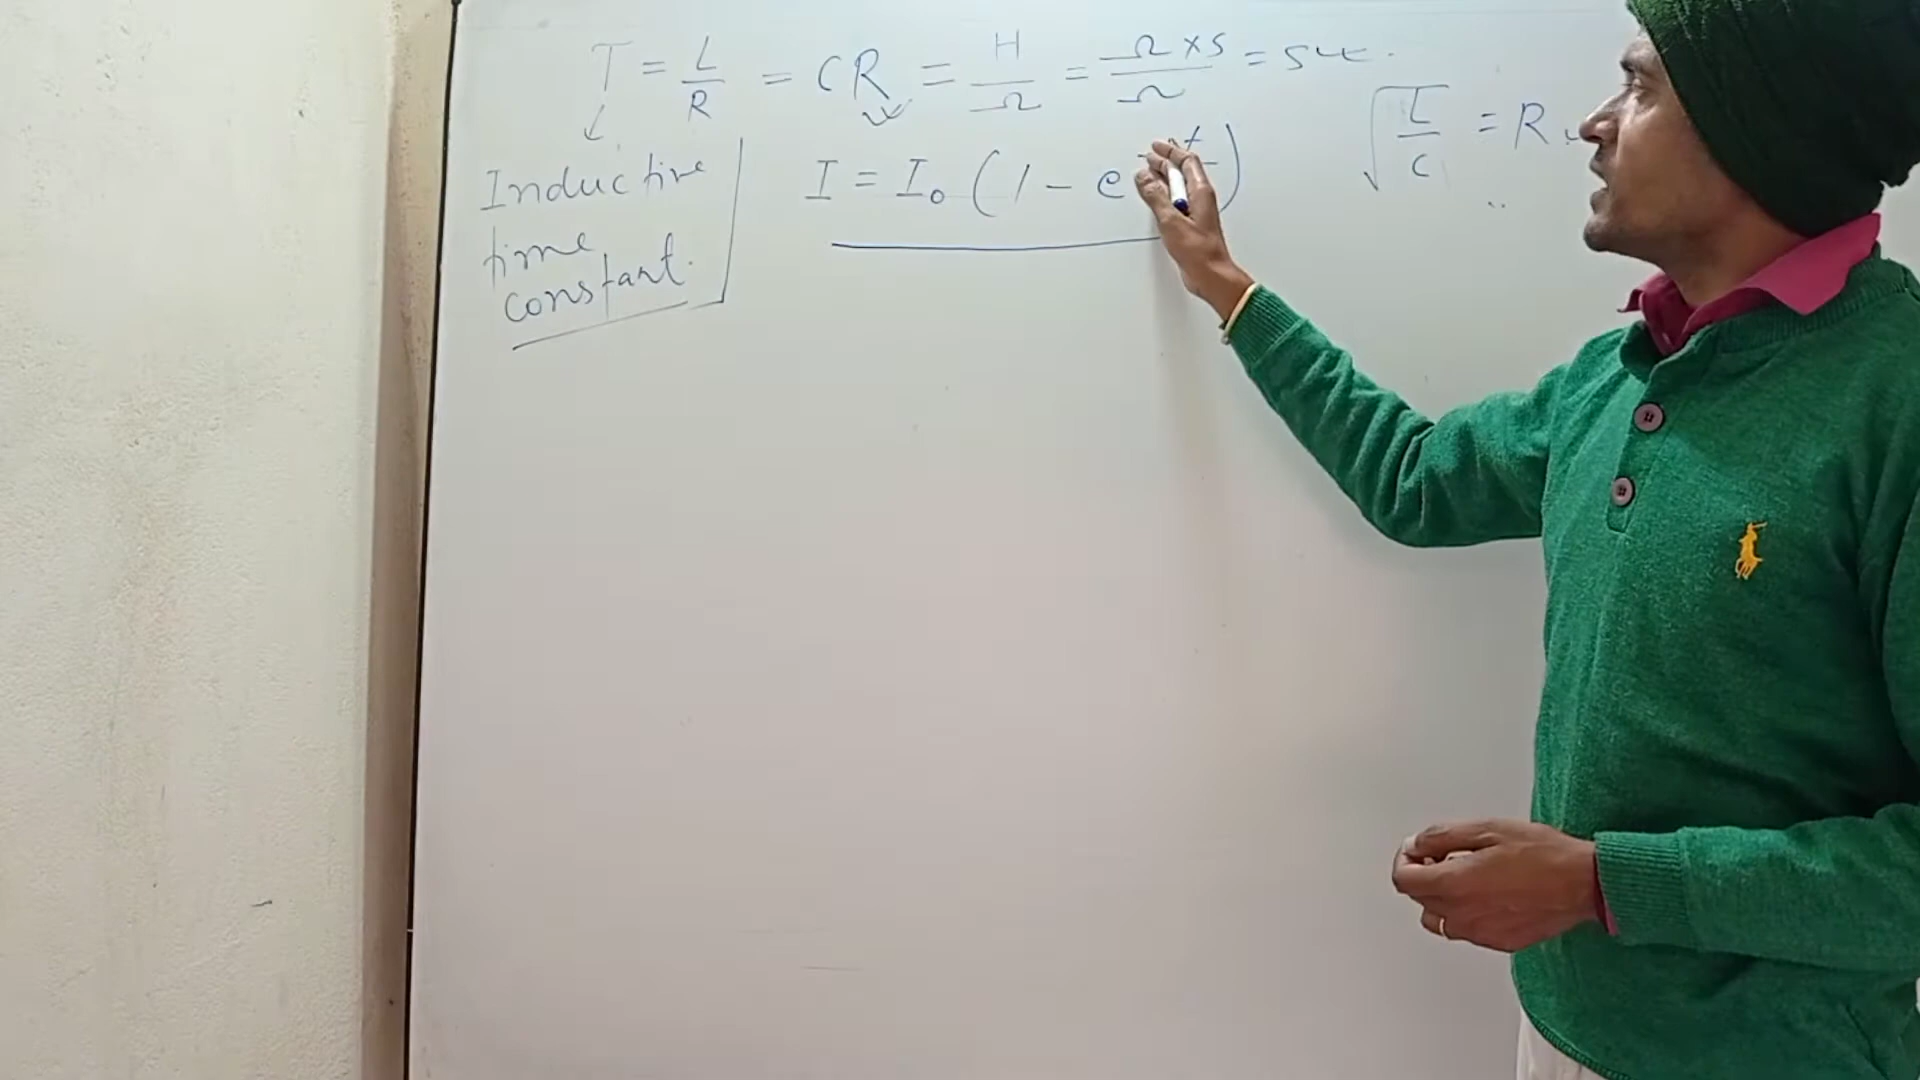 T = L/R = CR = H/Ω = Ω × s/Ω = sec.
√(L/C) = R
Inductive
time
constant.
I = I₀ (1 - e